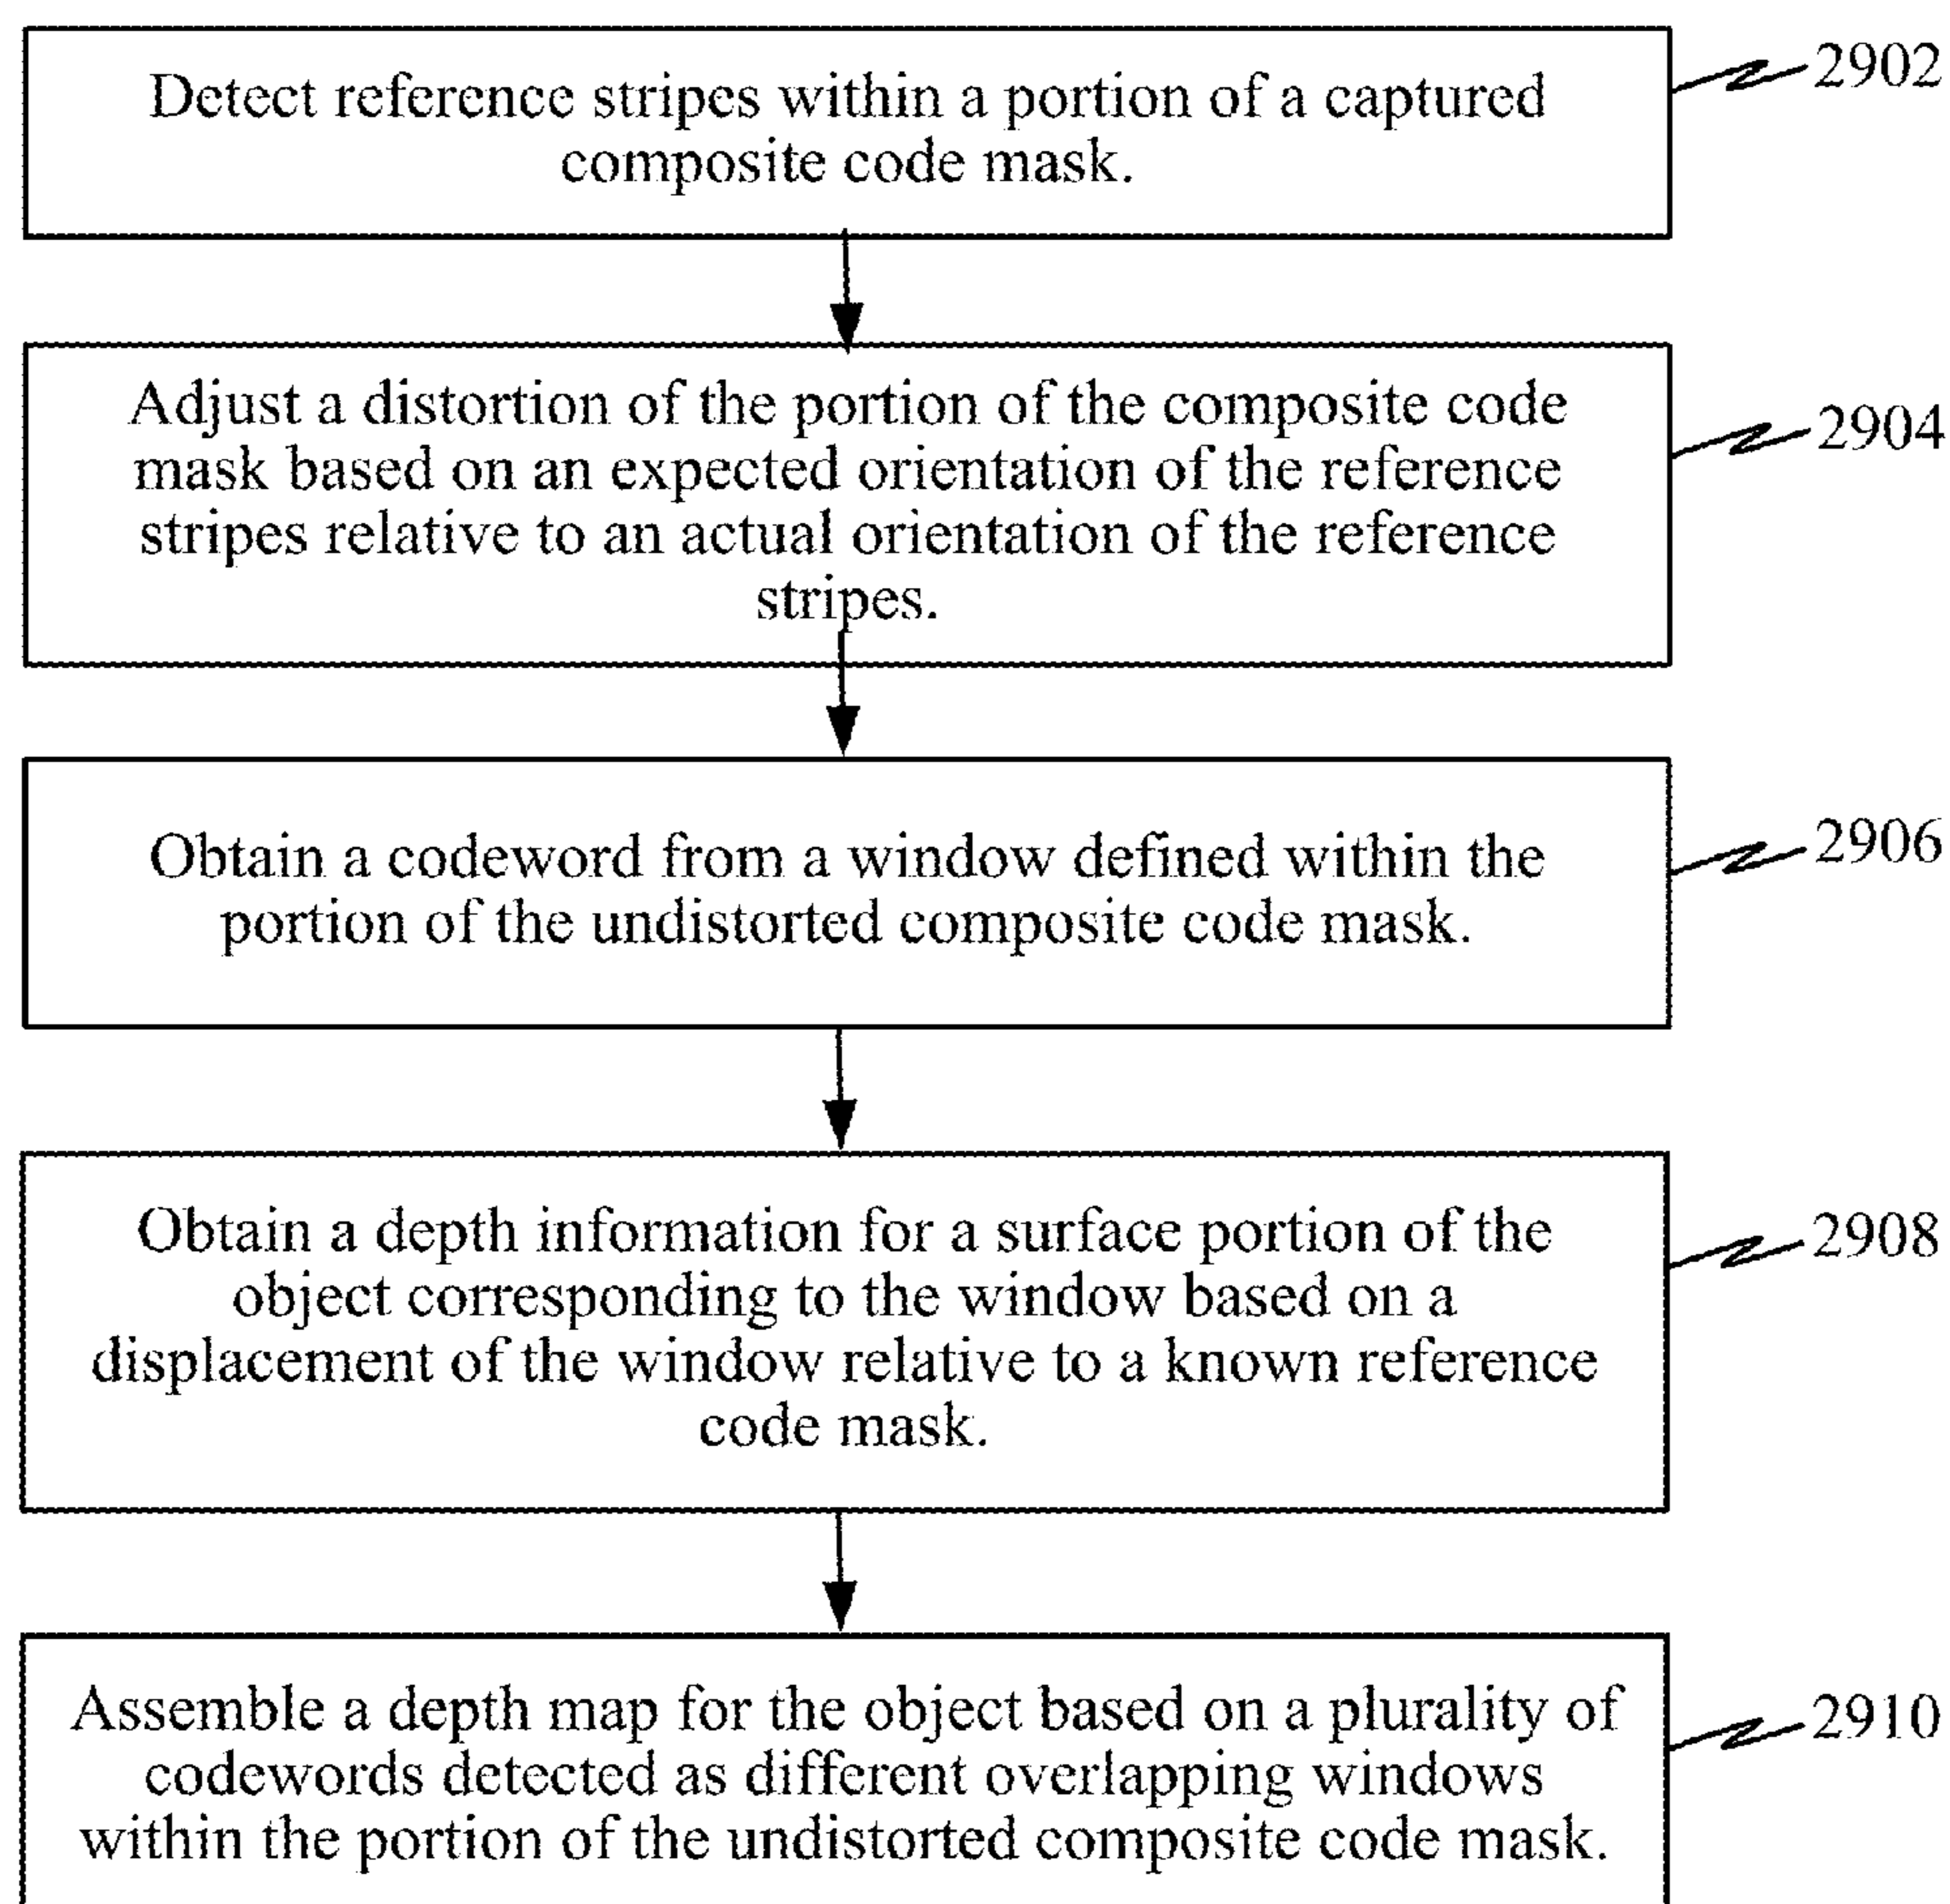 Detect reference stripes within a portion of a captured
composite code mask.
2902
Adjust a distortion of the portion of the composite code
mask based on an expected orientation of the reference
stripes relative to an actual orientation of the reference
stripes.
2904
Obtain a codeword from a window defined within the
portion of the undistorted composite code mask.
2906
Obtain a depth information for a surface portion of the
object corresponding to the window based on a
displacement of the window relative to a known reference
code mask.
2908
Assemble a depth map for the object based on a plurality of
codewords detected as different overlapping windows
within the portion of the undistorted composite code mask.
2910